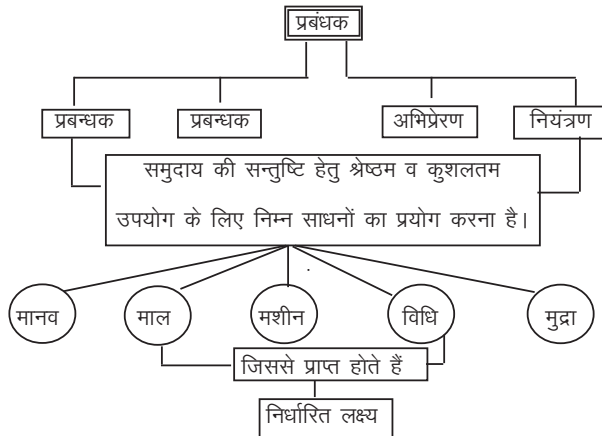 प्रबंधक
प्रबन्धक
प्रबन्धक
अभिप्रेरण
नियंत्रण
समुदाय की सन्तुष्टि हेतु श्रेष्ठम व कुशलतम
उपयोग के लिए निम्न साधनों का प्रयोग करना है।
मानव
माल
मशीन
विधि
मुद्रा
जिससे प्राप्त होते हैं
निर्धारित लक्ष्य